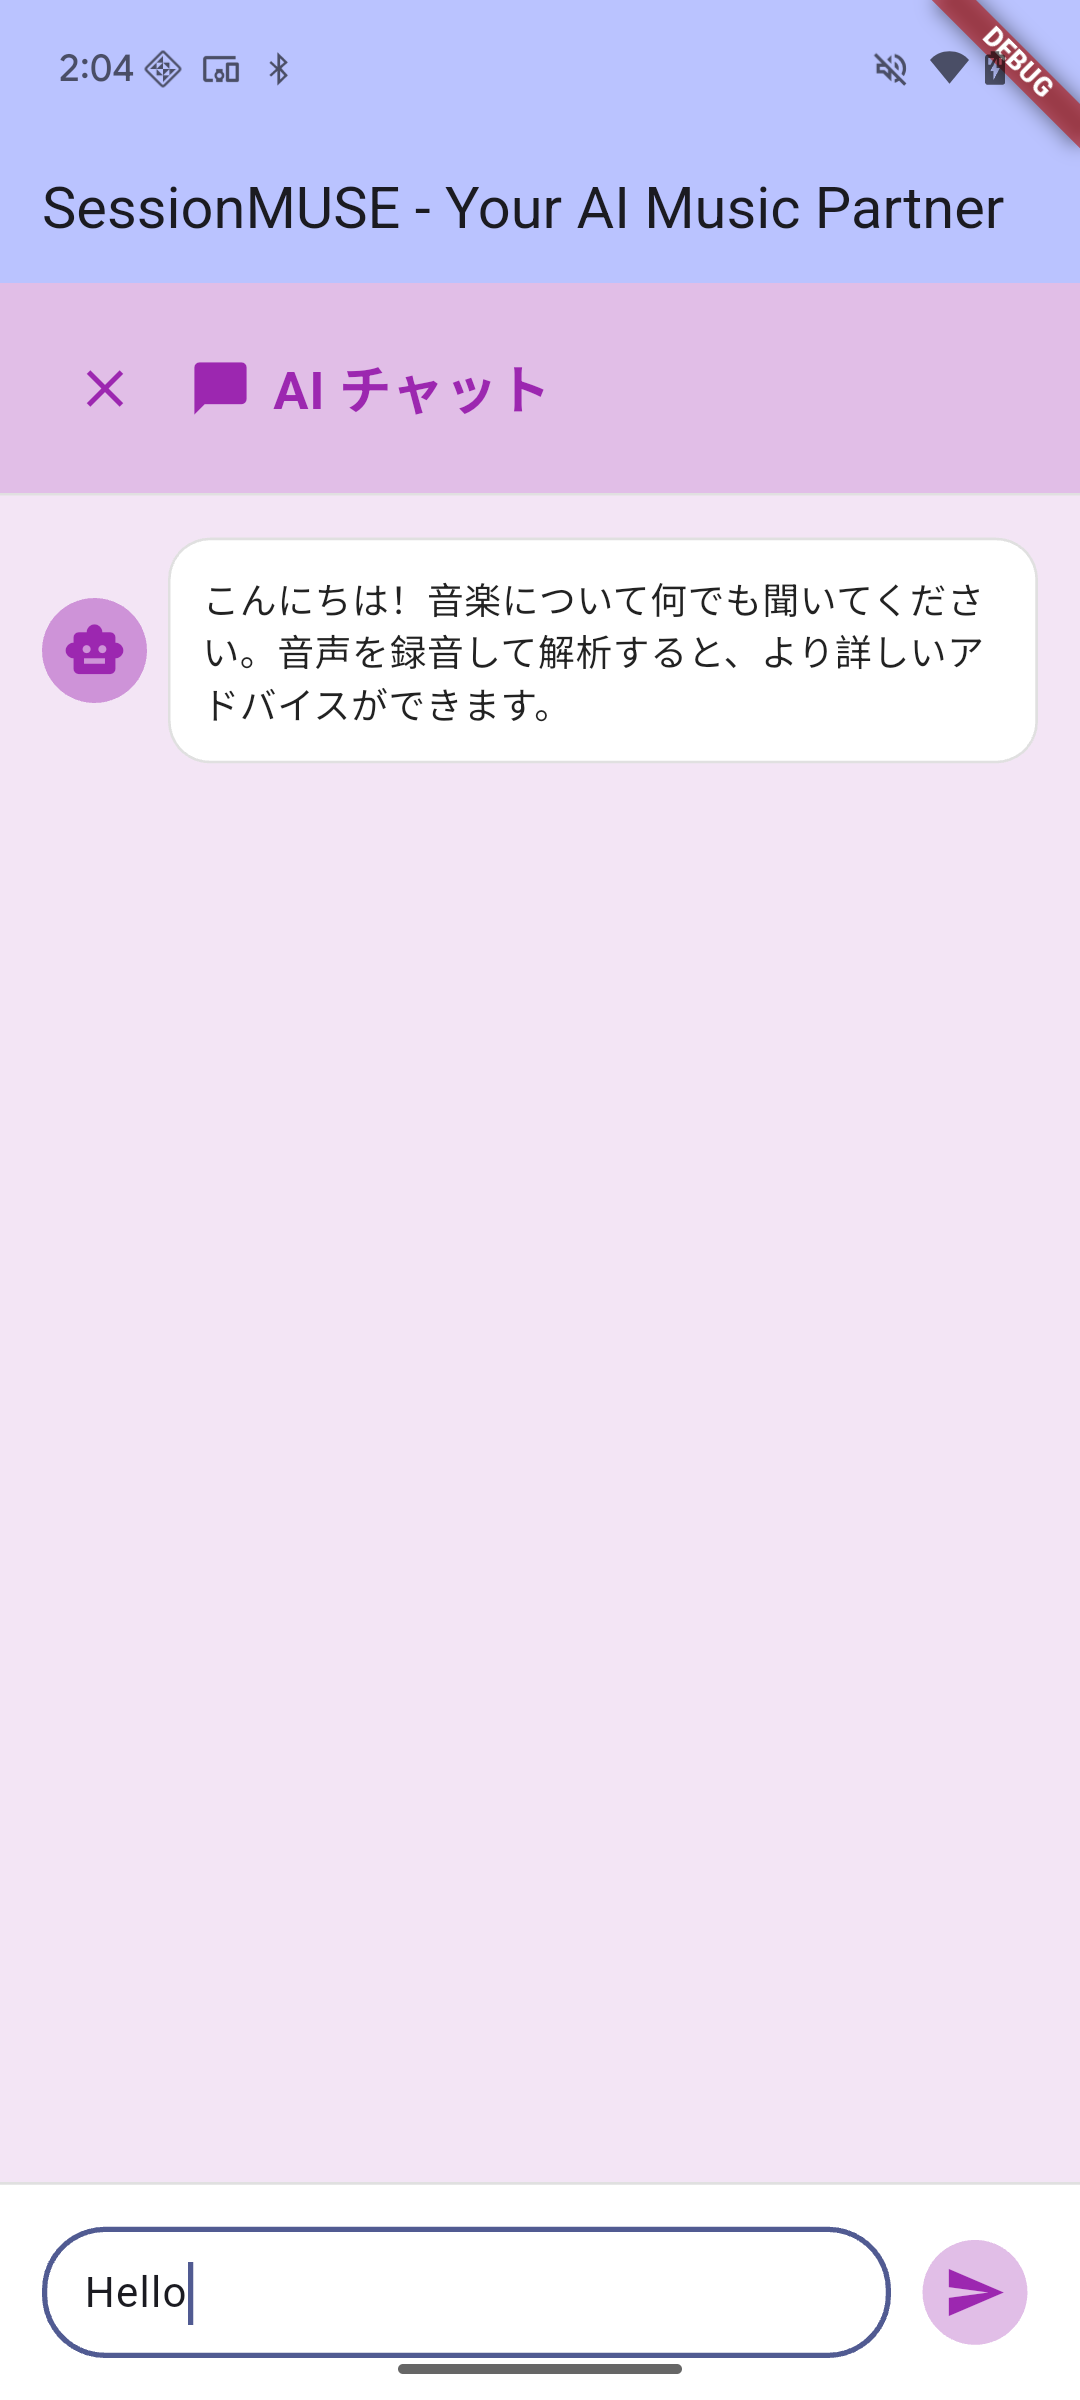 2:04
DEBUG
SessionMUSE - Your AI Music Partner
AI チャット
こんにちは！音楽について何でも聞いてくださ
い。音声を録音して解析すると、より詳しいア
ドバイスができます。
Hello